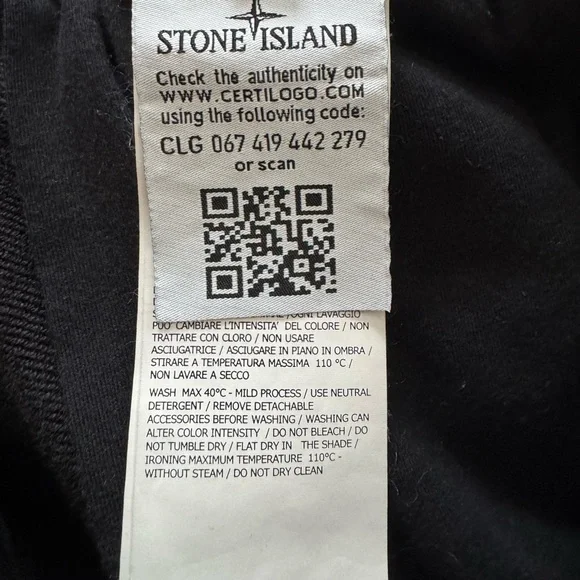 STONE ISLAND
Check the authenticity on
WWW.CERTILOGO.COM
using the following code:
CLG 067 419 442 279
or scan
/OGNI LAVAGGIO
PUO' CAMBIARE L'INTENSITA' DEL COLORE / NON
TRATTARE CON CLORO / NON USARE
ASCIUGATRICE / ASCIUGARE IN PIANO IN OMBRA /
STIRARE A TEMPERATURA MASSIMA 110 °C /
NON LAVARE A SECCO
WASH MAX 40°C - MILD PROCESS / USE NEUTRAL
DETERGENT / REMOVE DETACHABLE
ACCESSORIES BEFORE WASHING / WASHING CAN
ALTER COLOR INTENSITY / DO NOT BLEACH / DO
NOT TUMBLE DRY / FLAT DRY IN THE SHADE /
IRONING MAXIMUM TEMPERATURE 110°C -
WITHOUT STEAM / DO NOT DRY CLEAN